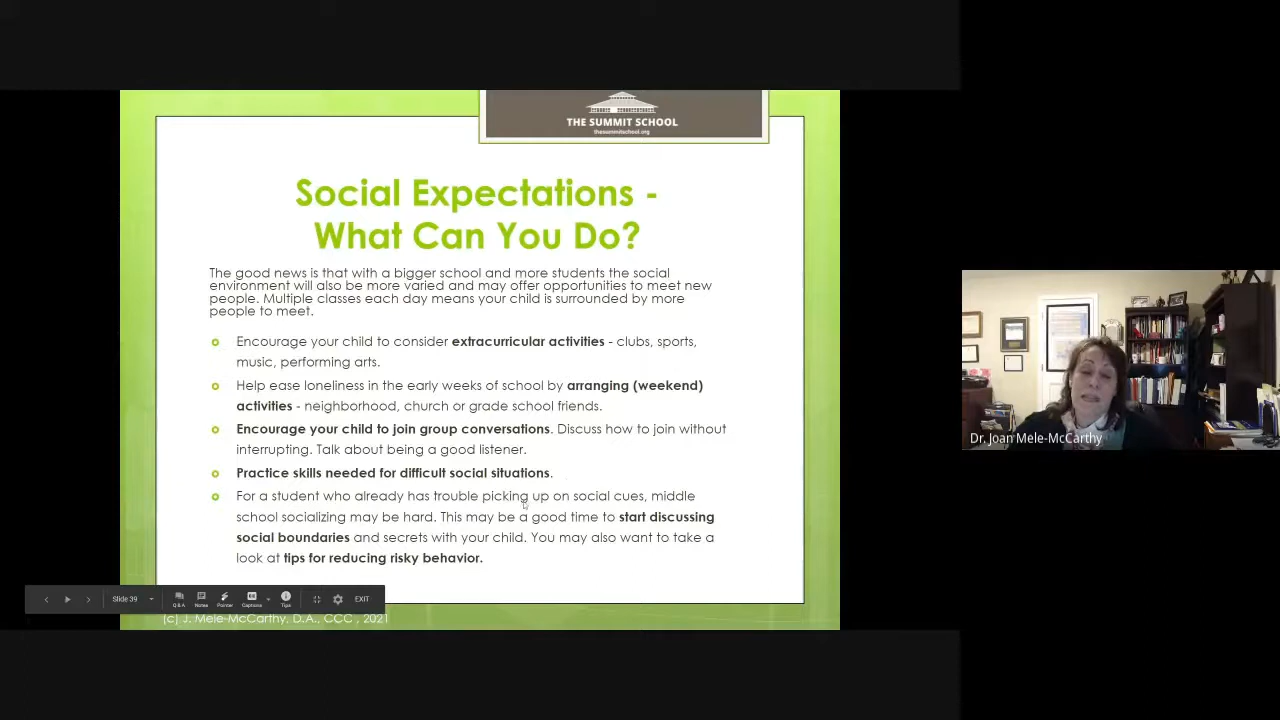 THE SUMMIT SCHOOL
thesummitschool.org
Social Expectations -
What Can You Do?
The good news is that with a bigger school and more students the social
environment will also be more varied and may offer opportunities to meet new
people. Multiple classes each day means your child is surrounded by more
people to meet.
Encourage your child to consider extracurricular activities - clubs, sports,
music, performing arts.
Help ease loneliness in the early weeks of school by arranging (weekend)
activities - neighborhood, church or grade school friends.
Encourage your child to join group conversations. Discuss how to join without
interrupting. Talk about being a good listener.
Practice skills needed for difficult social situations.
For a student who already has trouble picking up on social cues, middle
school socializing may be hard. This may be a good time to start discussing
social boundaries and secrets with your child. You may also want to take a
look at tips for reducing risky behavior.
Slide 39
Q&A Notes Pointer Captions Tips
EXIT
(c) J. Mele-McCarthy, D.A., CCC , 2021
Dr. Joan Mele-McCarthy